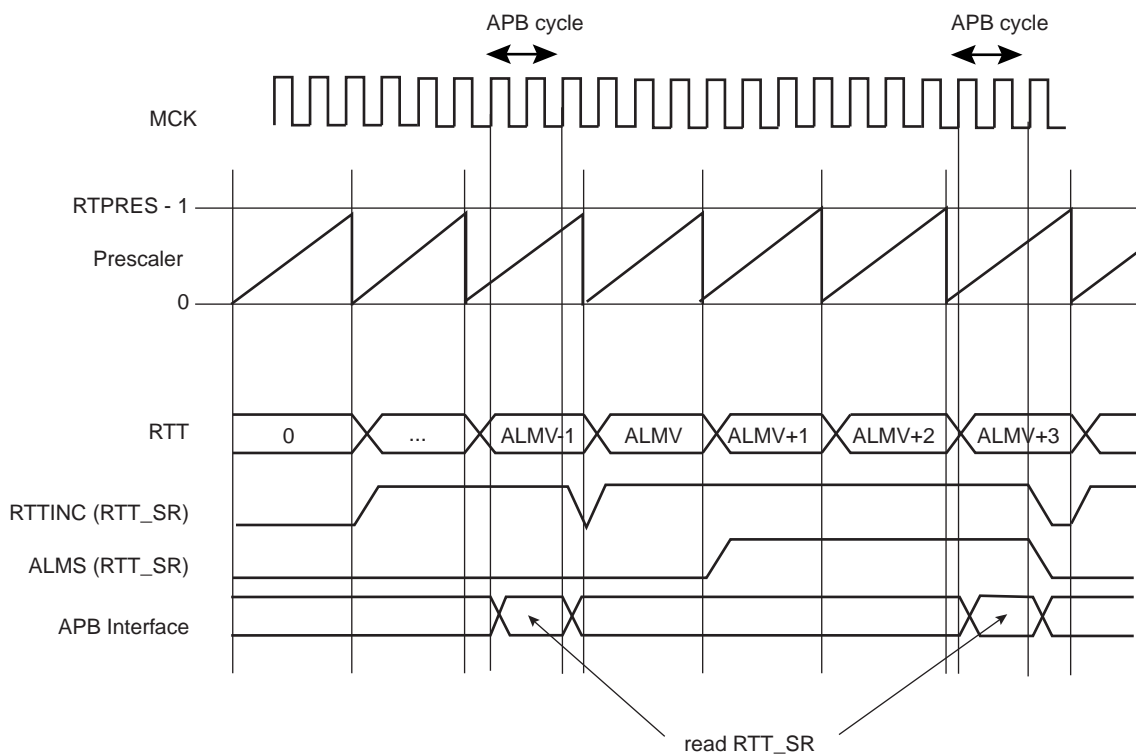 APB cycle
APB cycle
MCK
RTPRES - 1
Prescaler
0
RTT
0
...
ALMV-1
ALMV
ALMV+1
ALMV+2
ALMV+3
RTTINC (RTT_SR)
ALMS (RTT_SR)
APB Interface
read RTT_SR